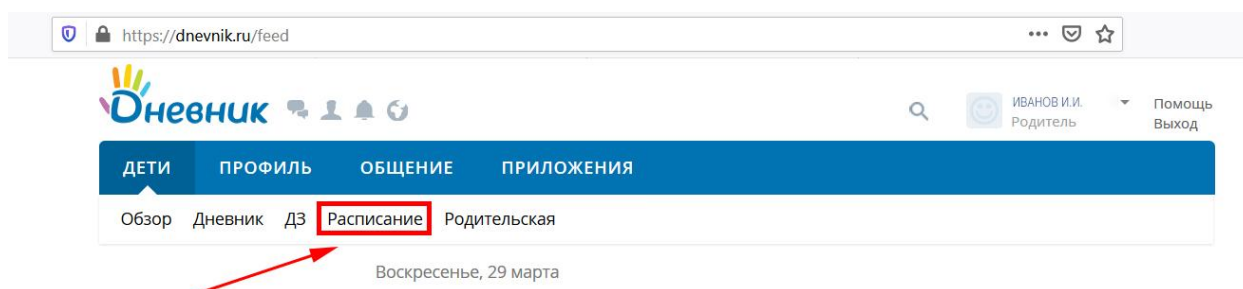 https://dnevnik.ru/feed
Дневник
ИВАНОВ И.И.
Родитель
Помощь
Выход
ДЕТИ ПРОФИЛЬ ОБЩЕНИЕ ПРИЛОЖЕНИЯ
Обзор Дневник ДЗ Расписание Родительская
Воскресенье, 29 марта